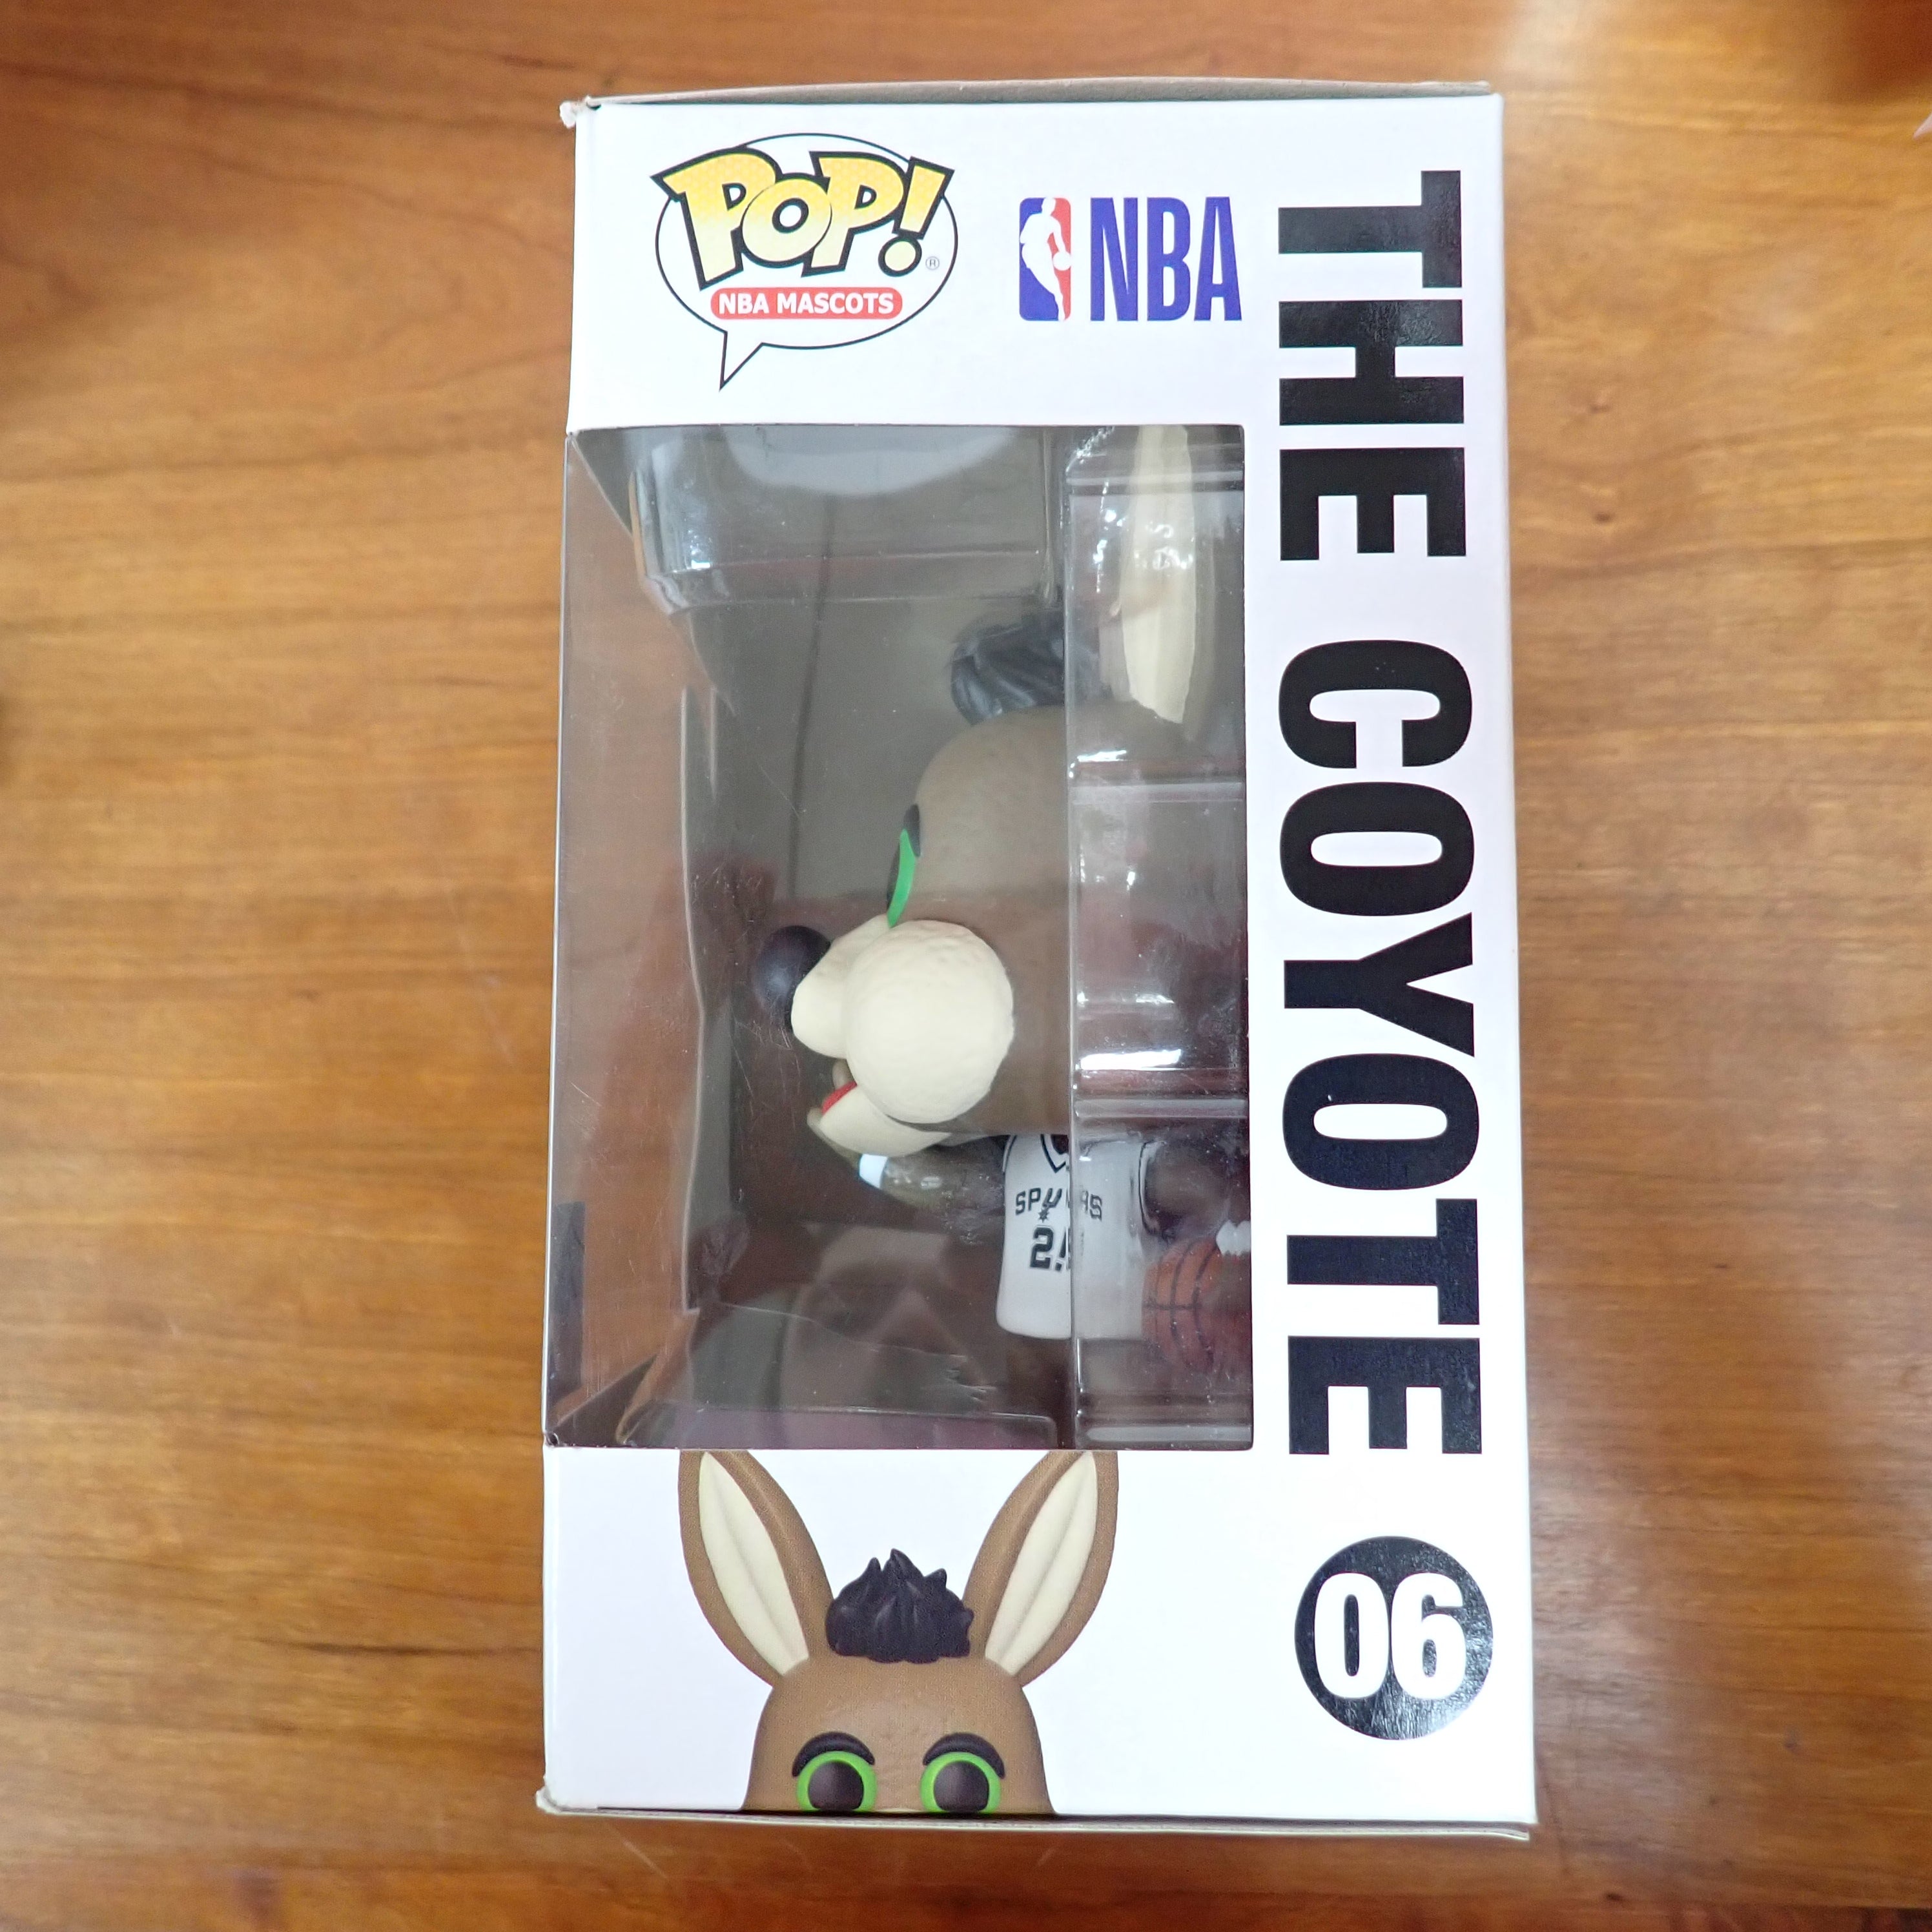 POP!®
NBA MASCOTS
NBA
THE COYOTE 06
SPURS